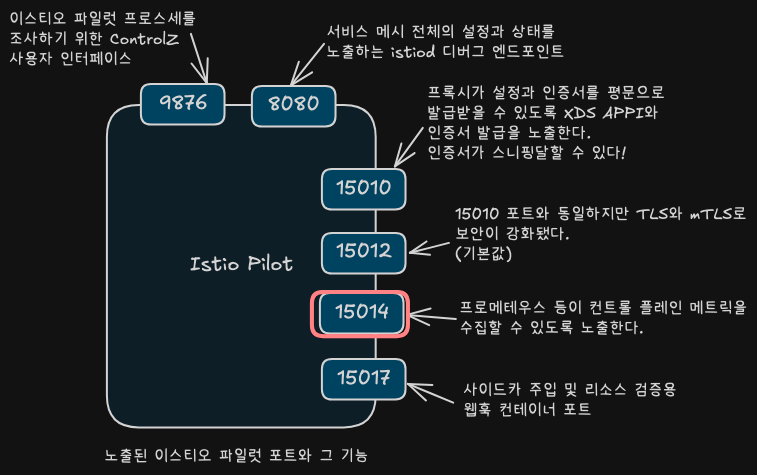 이스티오 파일럿 프로스세를
조사하기 위한 ControlZ
사용자 인터페이스
서비스 메시 전체의 설정과 상태를
노출하는 istiod 디버그 엔드포인트
9876
8080
프록시가 설정과 인증서를 평문으로
발급받을 수 있도록 XDS APPI와
인증서 발급을 노출한다.
인증서가 스니핑달할 수 있다!
15010
15010 포트와 동일하지만 TLS와 mTLS로
보안이 강화됐다.
(기본값)
15012
Istio Pilot
프로메테우스 등이 컨트롤 플레인 메트릭을
수집할 수 있도록 노출한다.
15014
15017
사이드카 주입 및 리소스 검증용
웹훅 컨테이너 포트
노출된 이스티오 파일럿 포트와 그 기능